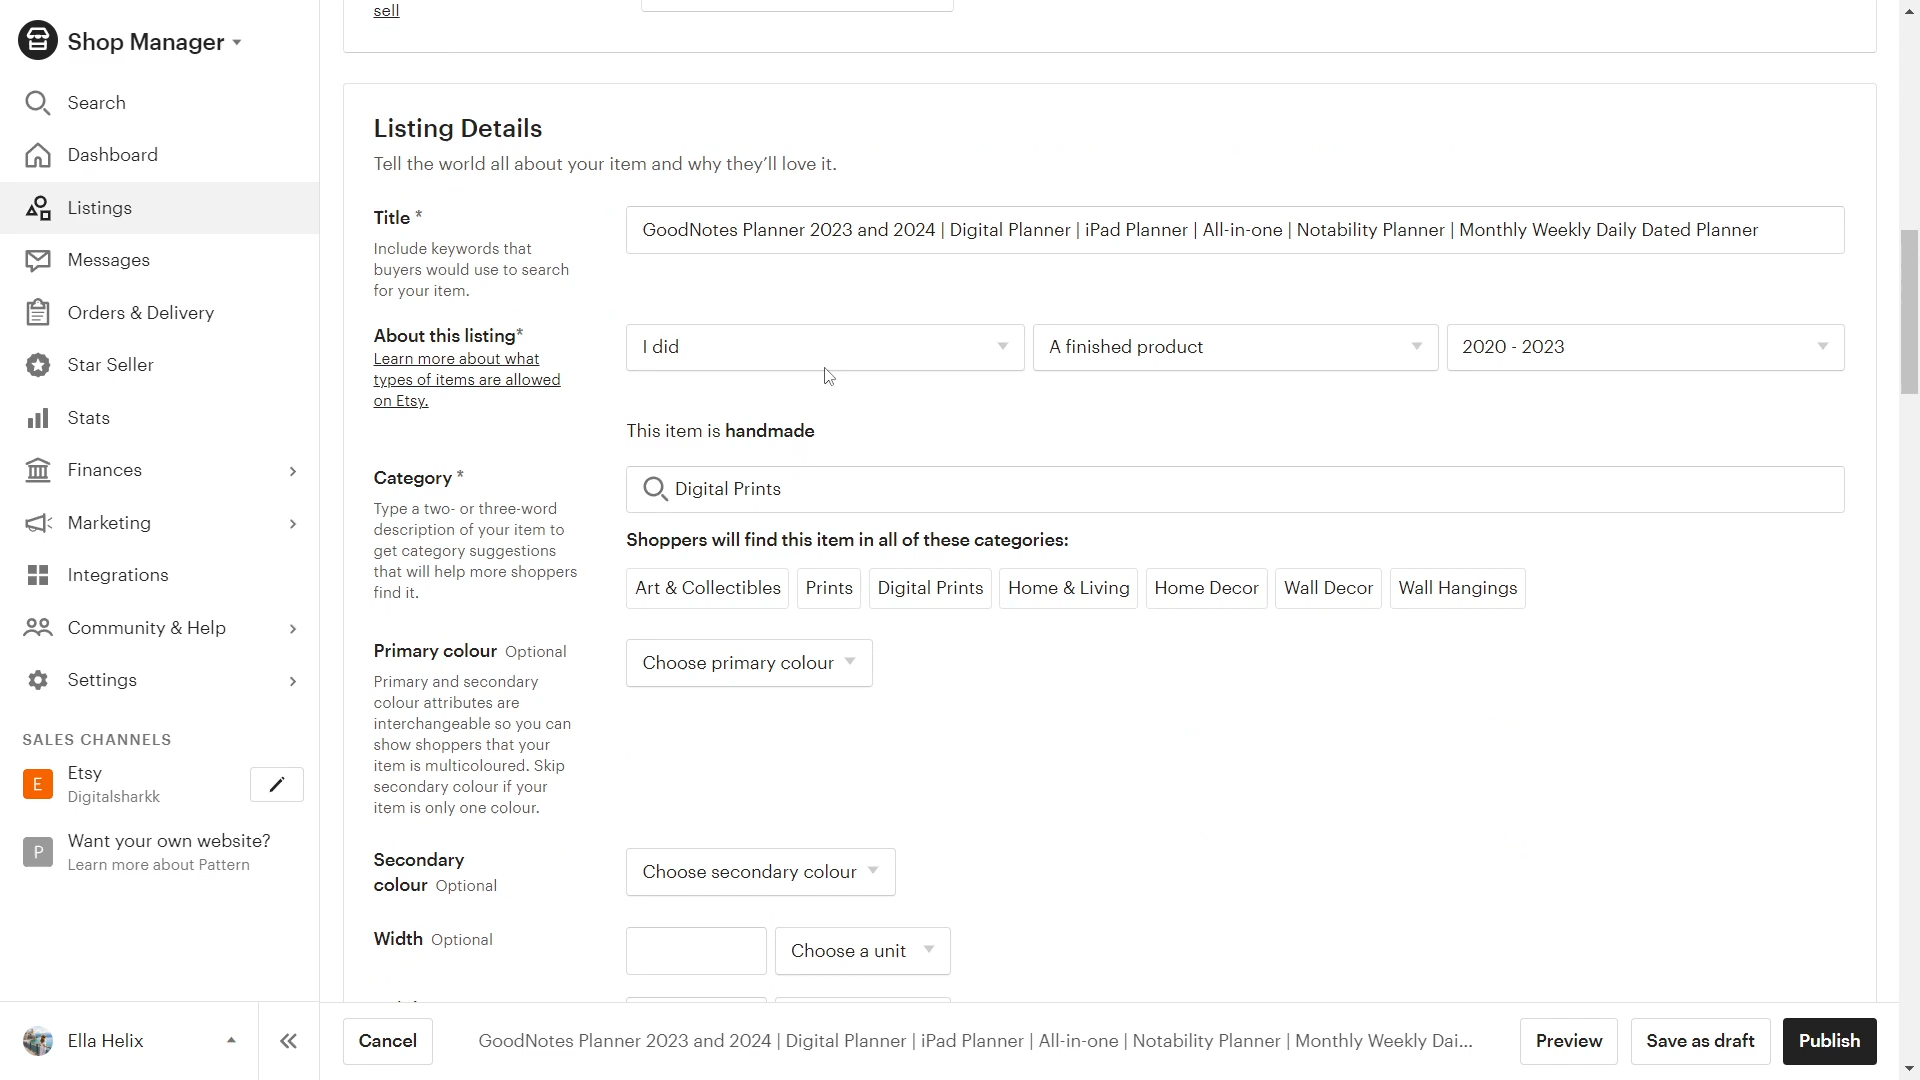 sell
Shop Manager
Search
Dashboard
Listings
Messages
Orders & Delivery
Star Seller
Stats
Finances
Marketing
Integrations
Community & Help
Settings
SALES CHANNELS
E
Etsy
Digitalsharkk
P
Want your own website?
Learn more about Pattern
Ella Helix
Listing Details
Tell the world all about your item and why they’ll love it.
Title *
Include keywords that
buyers would use to search
for your item.
GoodNotes Planner 2023 and 2024 | Digital Planner | iPad Planner | All-in-one | Notability Planner | Monthly Weekly Daily Dated Planner
About this listing*
Learn more about what
types of items are allowed
on Etsy.
I did
A finished product
2020 - 2023
This item is handmade
Category *
Type a two- or three-word
description of your item to
get category suggestions
that will help more shoppers
find it.
Digital Prints
Shoppers will find this item in all of these categories:
Art & Collectibles
Prints
Digital Prints
Home & Living
Home Decor
Wall Decor
Wall Hangings
Primary colour Optional
Primary and secondary
colour attributes are
interchangeable so you can
show shoppers that your
item is multicoloured. Skip
secondary colour if your
item is only one colour.
Choose primary colour
Secondary
colour Optional
Choose secondary colour
Width Optional
Choose a unit
Cancel
GoodNotes Planner 2023 and 2024 | Digital Planner | iPad Planner | All-in-one | Notability Planner | Monthly Weekly Dai...
Preview
Save as draft
Publish